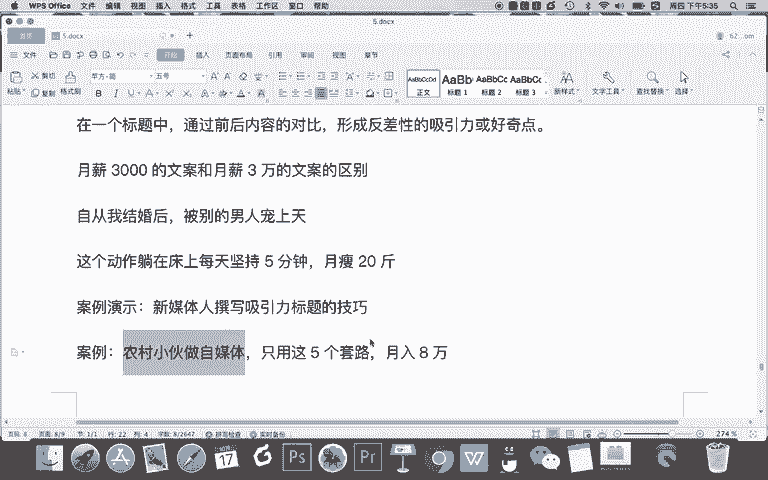 WPS Office 文件 编辑 视图 插入 格式 工具 表格 工作区 窗口 帮助 周四 下午5:35
5.docx
首页 5.docx
文件 开始 插入 页面布局 引用 审阅 视图 章节
粘贴 剪切 复制 格式刷 五号 AaBbCcDd 正文 AaBb 标题 1 AaBbCc 标题 2 AaBbCc 标题 3 新样式 文字工具 查找替换 选择
在一个标题中，通过前后内容的对比，形成反差性的吸引力或好奇点。
月薪 3000 的文案和月薪 3 万的文案的区别
自从我结婚后，被别的男人宠上天
这个动作躺在床上每天坚持 5 分钟，月瘦 20 斤
案例演示：新媒体人撰写吸引力标题的技巧
案例：农村小伙做自媒体，只用这 5 个套路，月入 8 万
页码: 8 页面: 8/9 节: 1/1 行: 22 列: 4 字数: 8/2647 拼写检查 实时备份 274 %
17 Ps Pr